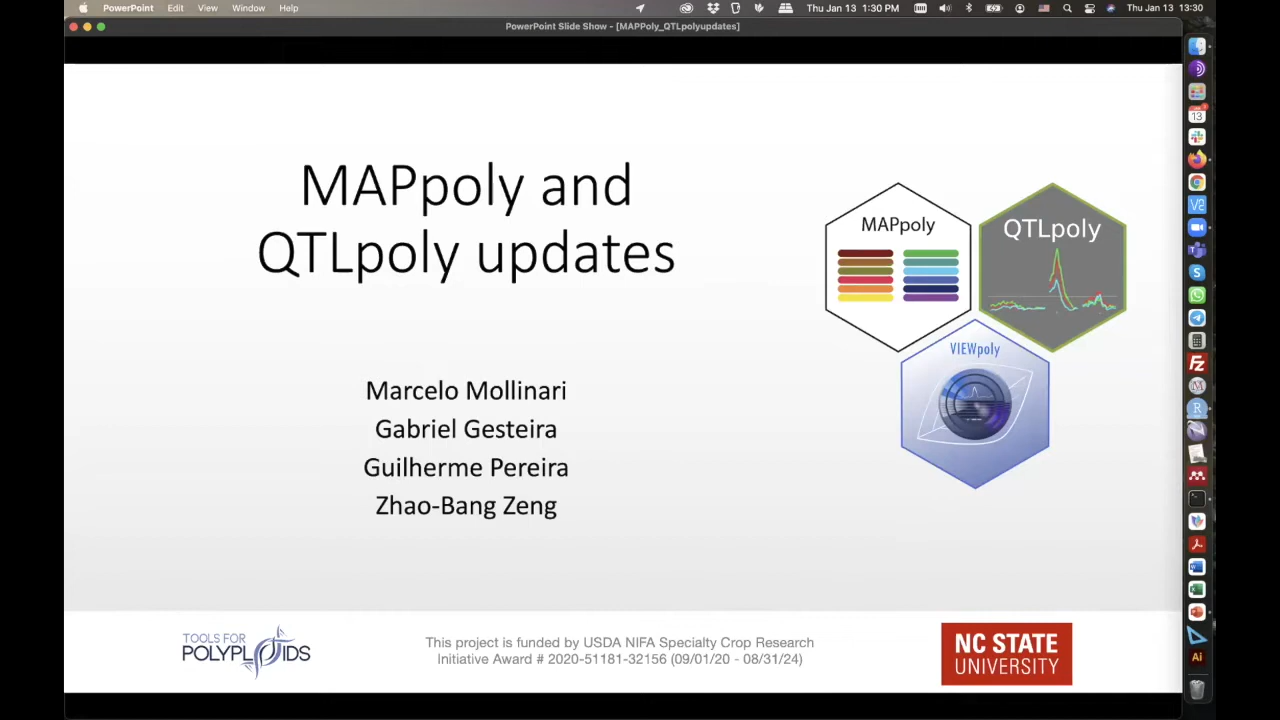 PowerPoint Edit View Window Help Thu Jan 13 1:30 PM Thu Jan 13 13:30
PowerPoint Slide Show - [MAPPoly_QTLpolyupdates]
MAPpoly and
QTLpoly updates
Marcelo Mollinari
Gabriel Gesteira
Guilherme Pereira
Zhao-Bang Zeng
MAPpoly
QTLpoly
VIEWpoly
TOOLS FOR
POLYPLOIDS
This project is funded by USDA NIFA Specialty Crop Research
Initiative Award # 2020-51181-32156 (09/01/20 - 08/31/24)
NC STATE
UNIVERSITY
13
Fz
R
Ai